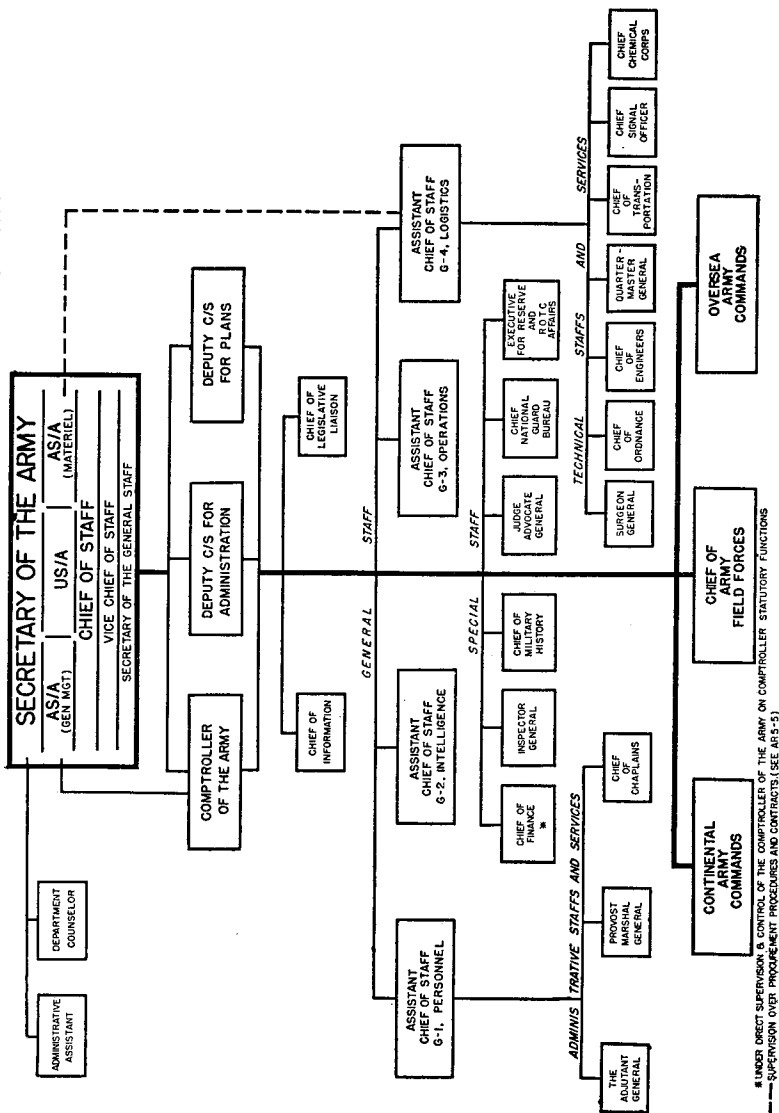 SECRETARY OF THE ARMY
AS/A
(GEN MGT)
US/A
AS/A
(MATERIEL)
CHIEF OF STAFF
VICE CHIEF OF STAFF
SECRETARY OF THE GENERAL STAFF
ADMINISTRATIVE
ASSISTANT
DEPARTMENT
COUNSELOR
COMPTROLLER
OF THE ARMY
DEPUTY C/S FOR
ADMINISTRATION
DEPUTY C/S
FOR PLANS
CHIEF OF
INFORMATION
CHIEF OF
LEGISLATIVE
LIAISON
GENERAL STAFF
ASSISTANT
CHIEF OF STAFF
G-1, PERSONNEL
ASSISTANT
CHIEF OF STAFF
G-2, INTELLIGENCE
ASSISTANT
CHIEF OF STAFF
G-3, OPERATIONS
ASSISTANT
CHIEF OF STAFF
G-4, LOGISTICS
SPECIAL STAFF
CHIEF OF
FINANCE
*
INSPECTOR
GENERAL
CHIEF OF
MILITARY
HISTORY
JUDGE
ADVOCATE
GENERAL
CHIEF
NATIONAL
GUARD
BUREAU
EXECUTIVE
FOR RESERVE
AND
R O T C
AFFAIRS
ADMINISTRATIVE STAFFS AND SERVICES
THE
ADJUTANT
GENERAL
PROVOST
MARSHAL
GENERAL
CHIEF
OF
CHAPLAINS
TECHNICAL STAFFS AND SERVICES
SURGEON
GENERAL
CHIEF
OF
ORDNANCE
CHIEF
OF
ENGINEERS
QUARTER-
MASTER
GENERAL
CHIEF
OF
TRANS-
PORTATION
CHIEF
SIGNAL
OFFICER
CHIEF
CHEMICAL
CORPS
CONTINENTAL
ARMY
COMMANDS
CHIEF OF
ARMY
FIELD FORCES
OVERSEA
ARMY
COMMANDS
* UNDER DIRECT SUPERVISION & CONTROL OF THE COMPTROLLER OF THE ARMY ON COMPTROLLER STATUTORY FUNCTIONS
SUPERVISION OVER PROCUREMENT PROCEDURES AND CONTRACTS. (SEE AR 5-5)